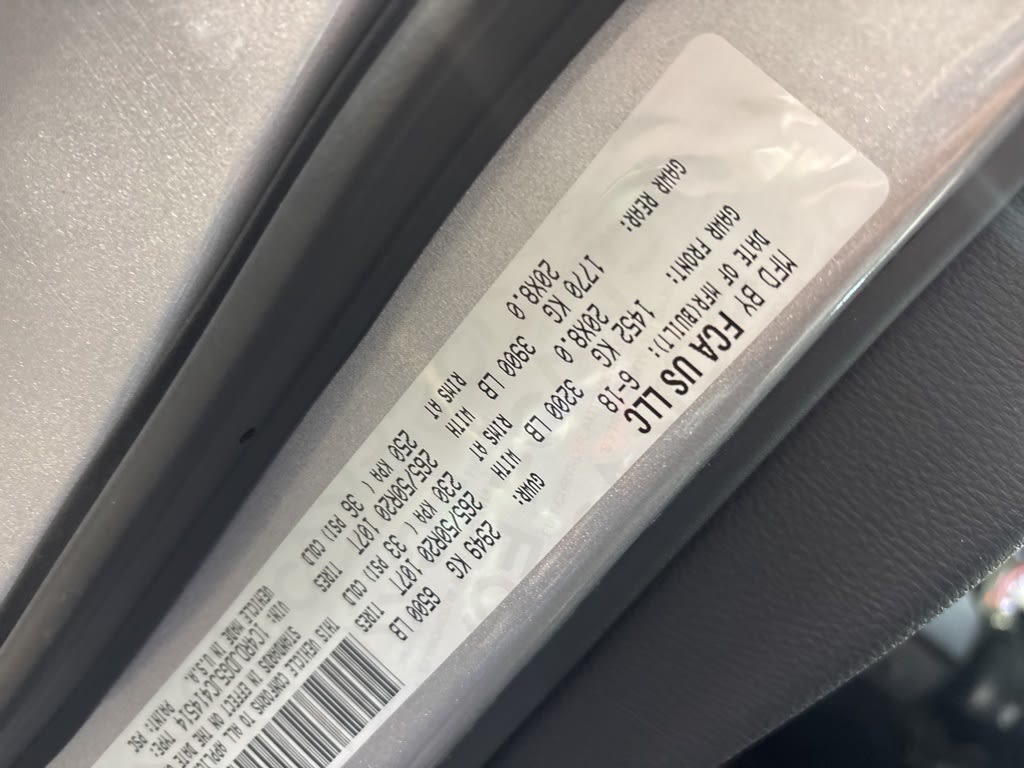 MFD BY FCA US LLC
DATE OF MFR(BUILT): 6-18 GVWR: 2949 KG 6500 LB
GAWR FRONT: 1452 KG 3200 LB WITH 265/50R20 107T TIRES
20X8.0 RIMS AT 230 KPA ( 33 PSI) COLD
GAWR REAR: 1770 KG 3900 LB WITH 265/50R20 107T TIRES
20X8.0 RIMS AT 250 KPA ( 36 PSI) COLD
THIS VEHICLE CONFORMS TO ALL
STANDARDS IN EFFECT ON THE DATE
VIN: TYPE:
VEHICLE MADE IN U.S.A. PAINT: PSC